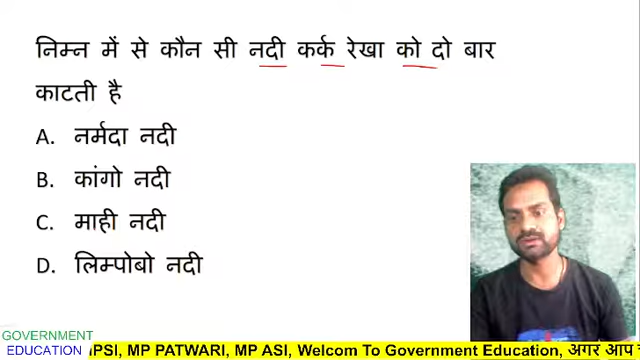 निम्न में से कौन सी नदी कर्क रेखा को दो बार
काटती है
A. नर्मदा नदी
B. कांगो नदी
C. माही नदी
D. लिम्पोबो नदी
GOVERNMENT
EDUCATION
MPSI, MP PATWARI, MP ASI, Welcom To Government Education, अगर आप